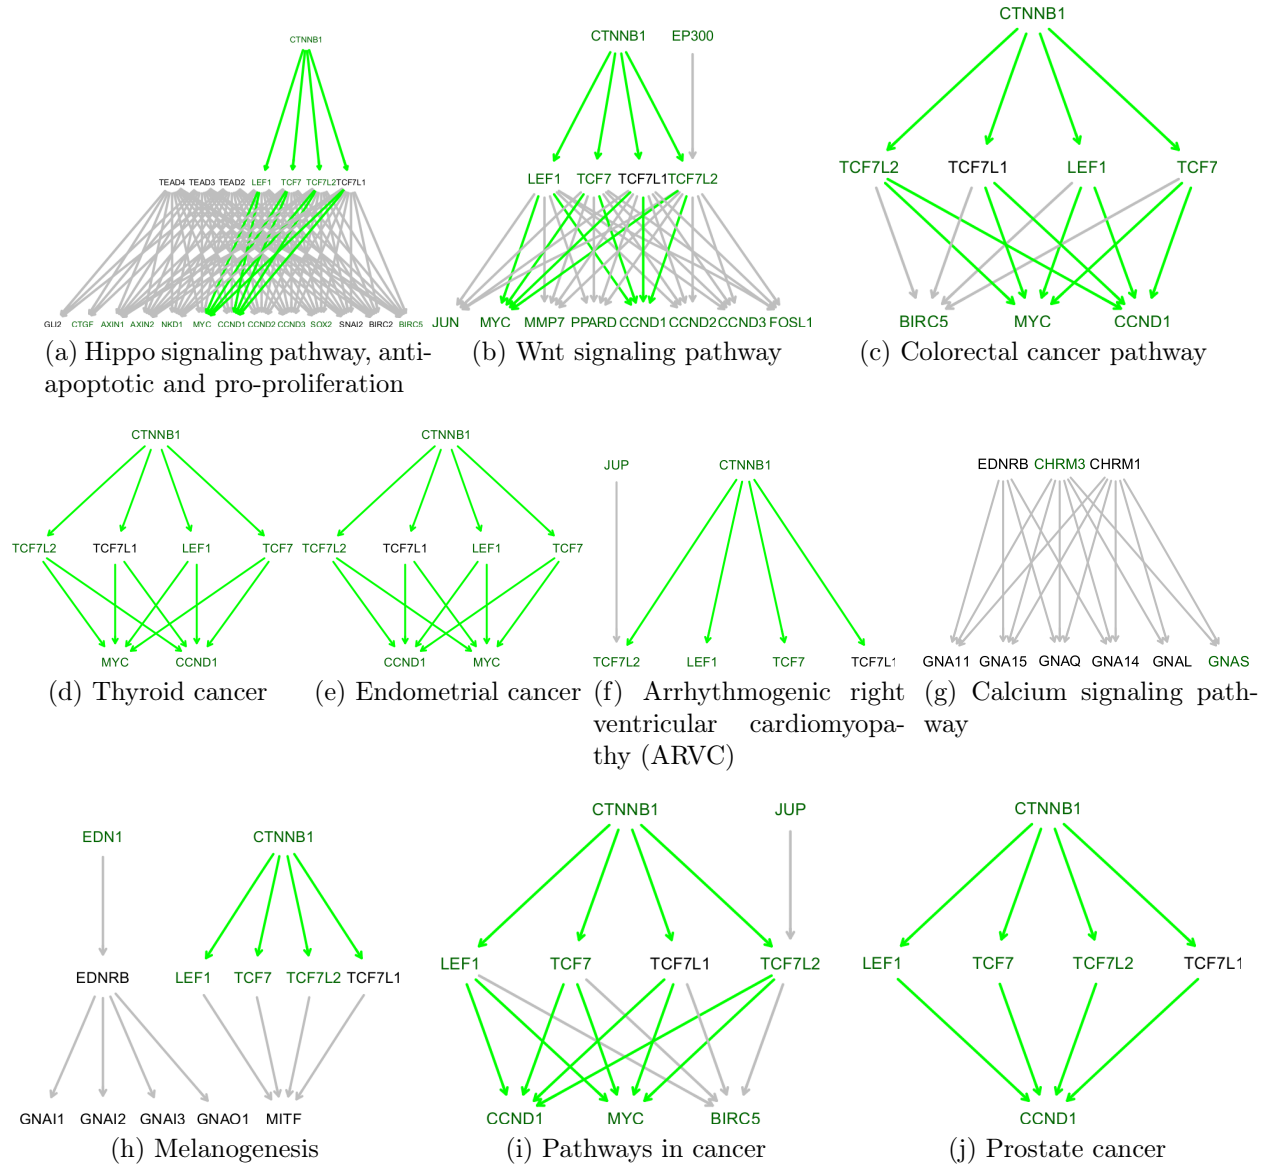 CTNNB1
TEAD4 TEAD3 TEAD2 LEF1 TCF7 TCF7L2 TCF7L1
GLI2 CTGF AXIN1 AXIN2 NKD1 MYC CCND1 CCND2 CCND3 SOX2 SNAI2 BIRC2 BIRC5
(a) Hippo signaling pathway, anti-
apoptotic and pro-proliferation
CTNNB1 EP300
LEF1 TCF7 TCF7L1 TCF7L2
JUN MYC MMP7 PPARD CCND1 CCND2 CCND3 FOSL1
(b) Wnt signaling pathway
CTNNB1
TCF7L2 TCF7L1 LEF1 TCF7
BIRC5 MYC CCND1
(c) Colorectal cancer pathway
CTNNB1
TCF7L2 TCF7L1 LEF1 TCF7
MYC CCND1
(d) Thyroid cancer
CTNNB1
TCF7L2 TCF7L1 LEF1 TCF7
CCND1 MYC
(e) Endometrial cancer
JUP CTNNB1
TCF7L2 LEF1 TCF7 TCF7L1
(f) Arrhythmogenic right
ventricular cardiomyopa-
thy (ARVC)
EDNRB CHRM3 CHRM1
GNA11 GNA15 GNAQ GNA14 GNAL GNAS
(g) Calcium signaling path-
way
EDN1 CTNNB1
EDNRB LEF1 TCF7 TCF7L2 TCF7L1
GNAI1 GNAI2 GNAI3 GNAO1 MITF
(h) Melanogenesis
CTNNB1 JUP
LEF1 TCF7 TCF7L1 TCF7L2
CCND1 MYC BIRC5
(i) Pathways in cancer
CTNNB1
LEF1 TCF7 TCF7L2 TCF7L1
CCND1
(j) Prostate cancer